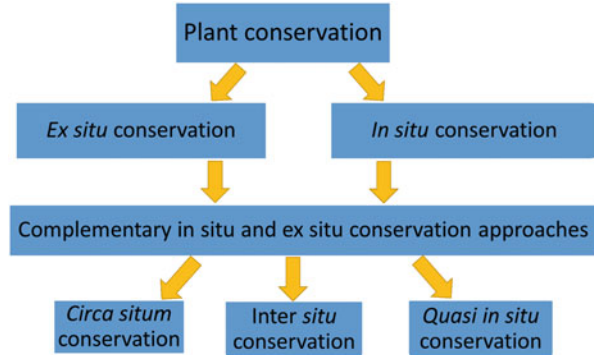 Plant conservation
Ex situ conservation
In situ conservation
Complementary in situ and ex situ conservation approaches
Circa situm
conservation
Inter situ
conservation
Quasi in situ
conservation